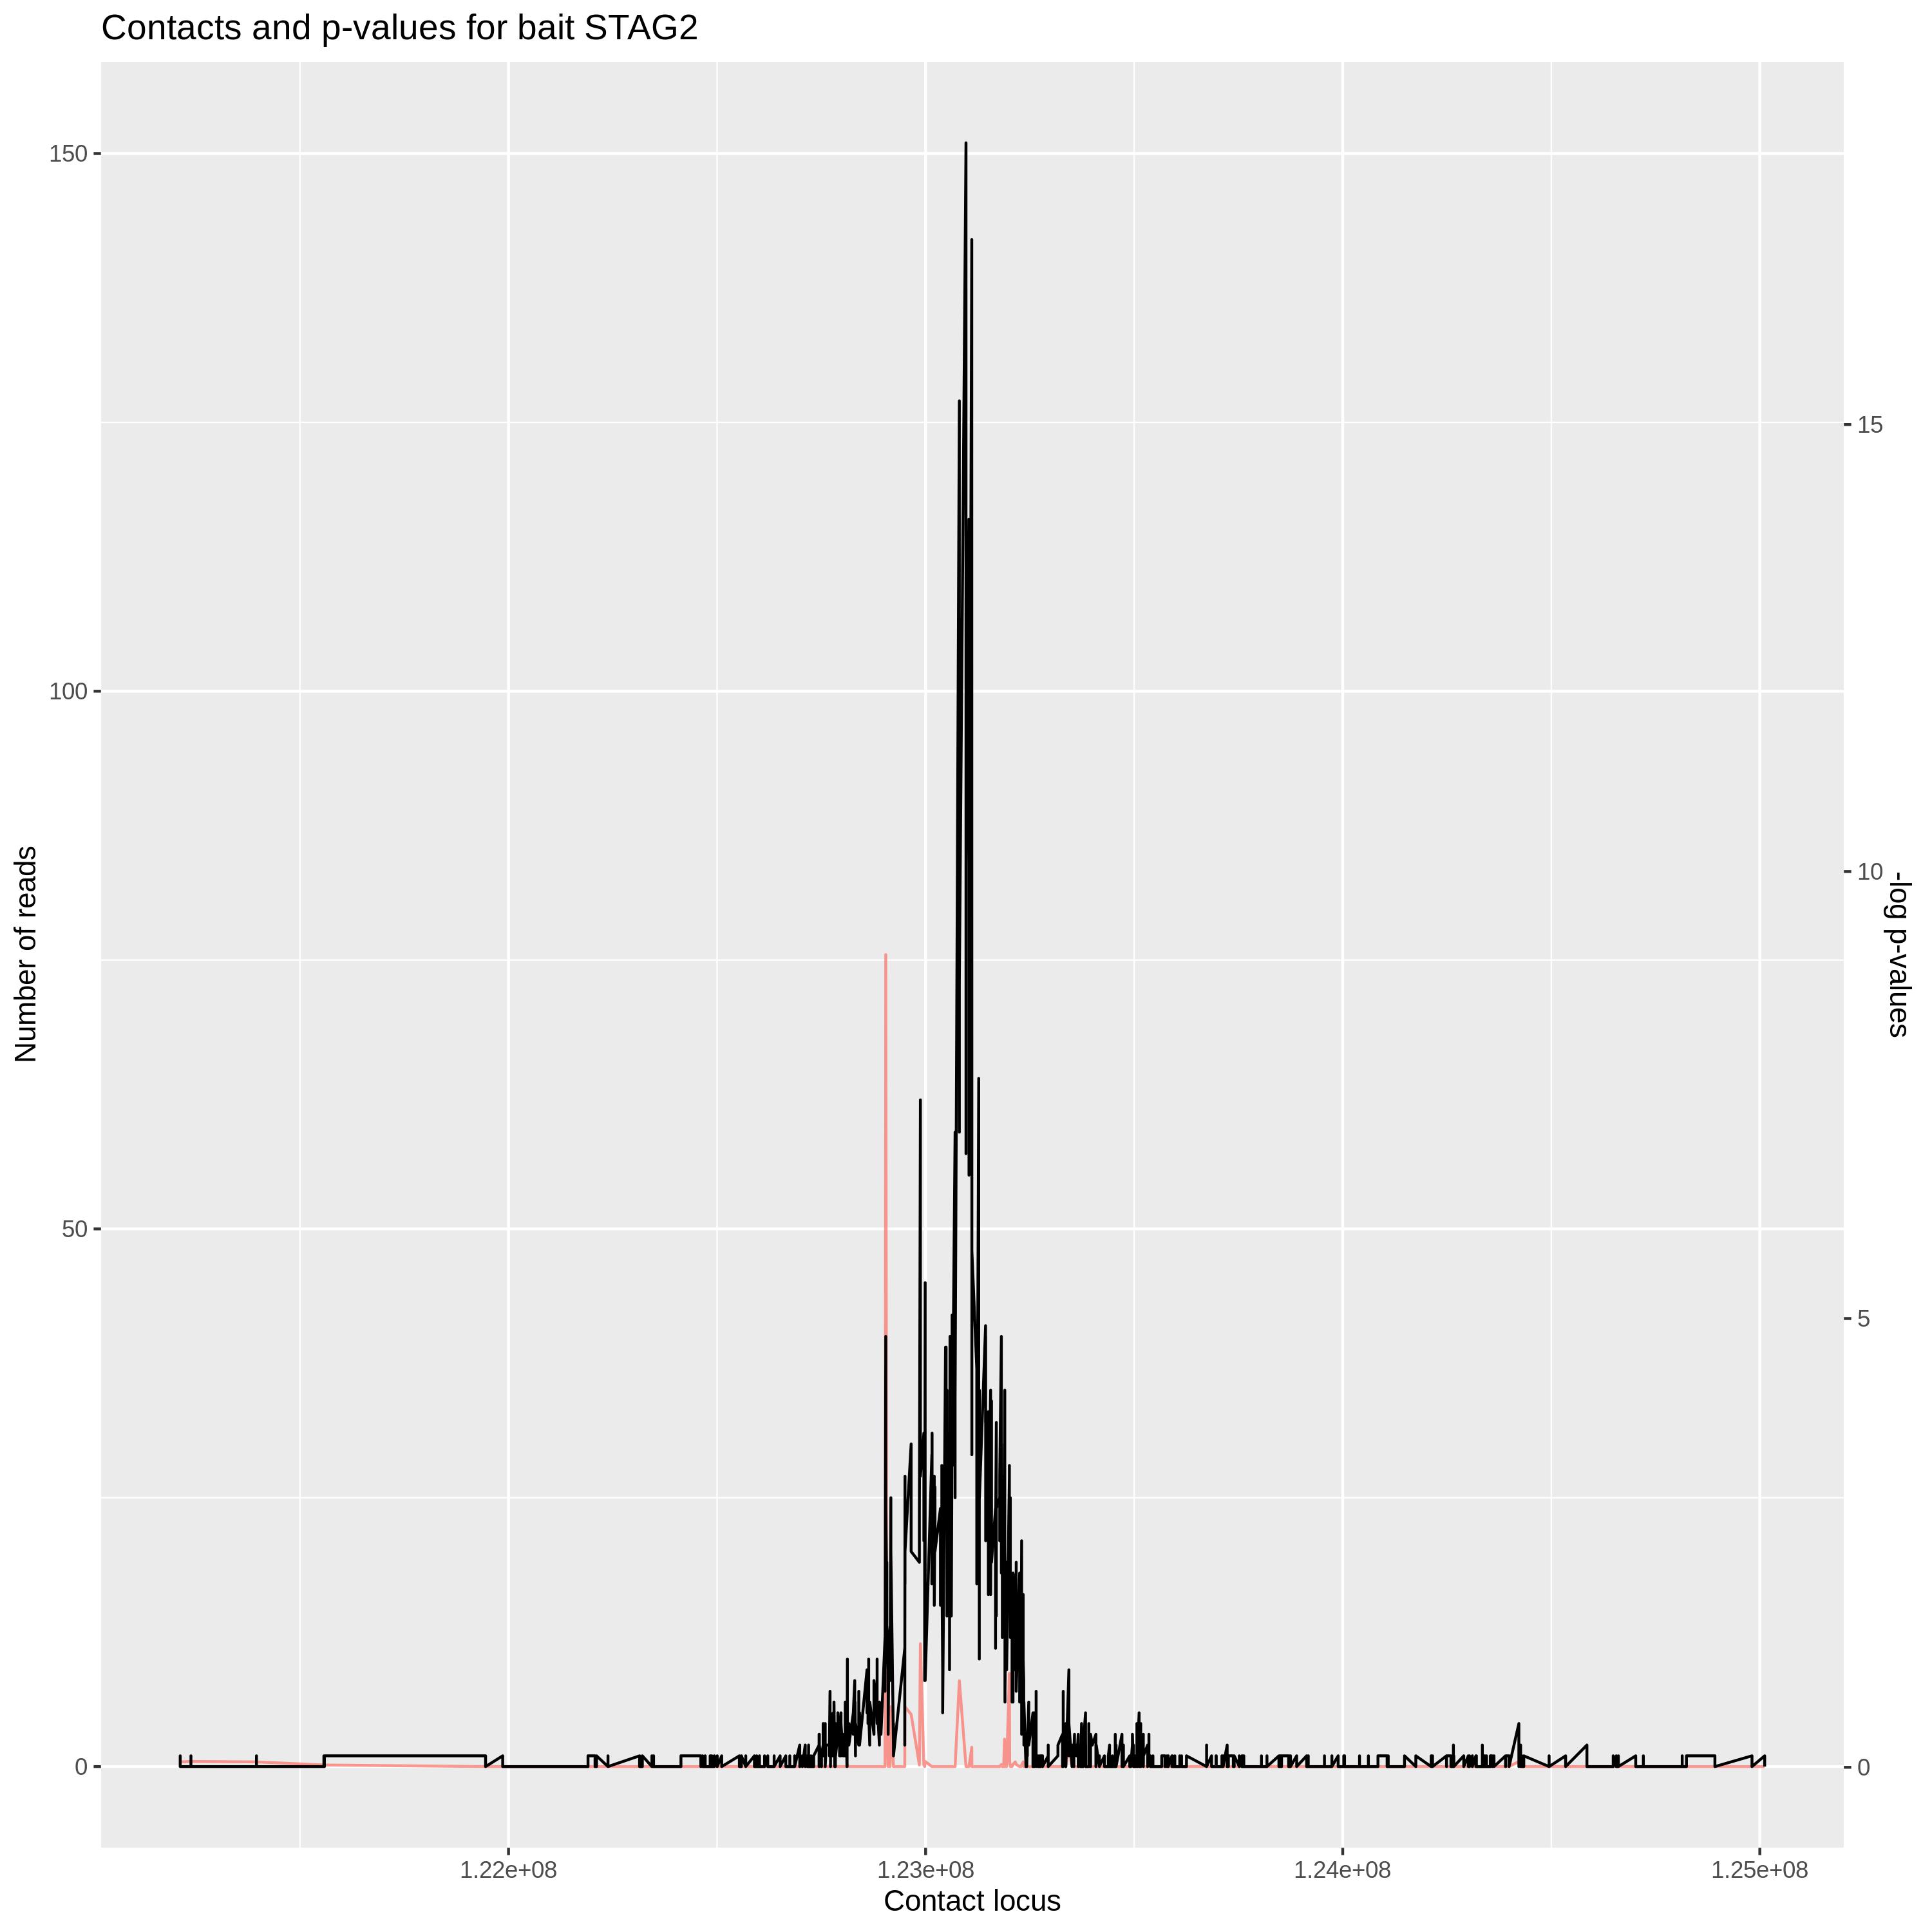 Contacts and p-values for bait STAG2
150
100
50
0
Number of reads
15
10
5
0
-log p-values
1.22e+08
1.23e+08
1.24e+08
1.25e+08
Contact locus